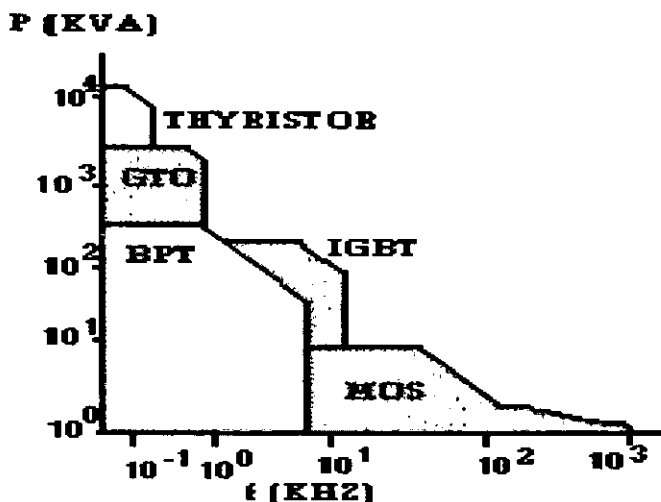 P (KVA)
10^4
THYRISTOR
10^3
GTO
10^2
BPT
IGBT
10^1
MOS
10^0
10^-1 10^0 10^1 10^2 10^3
f (KHZ)